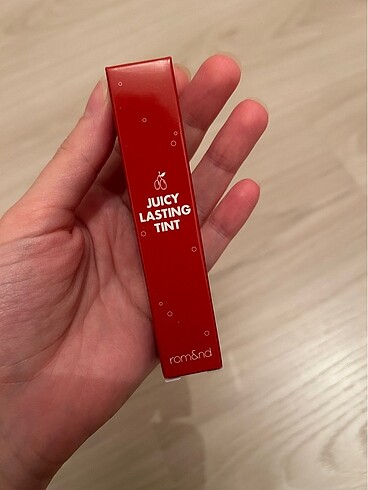 JUICY
LASTING
TINT
rom&nd